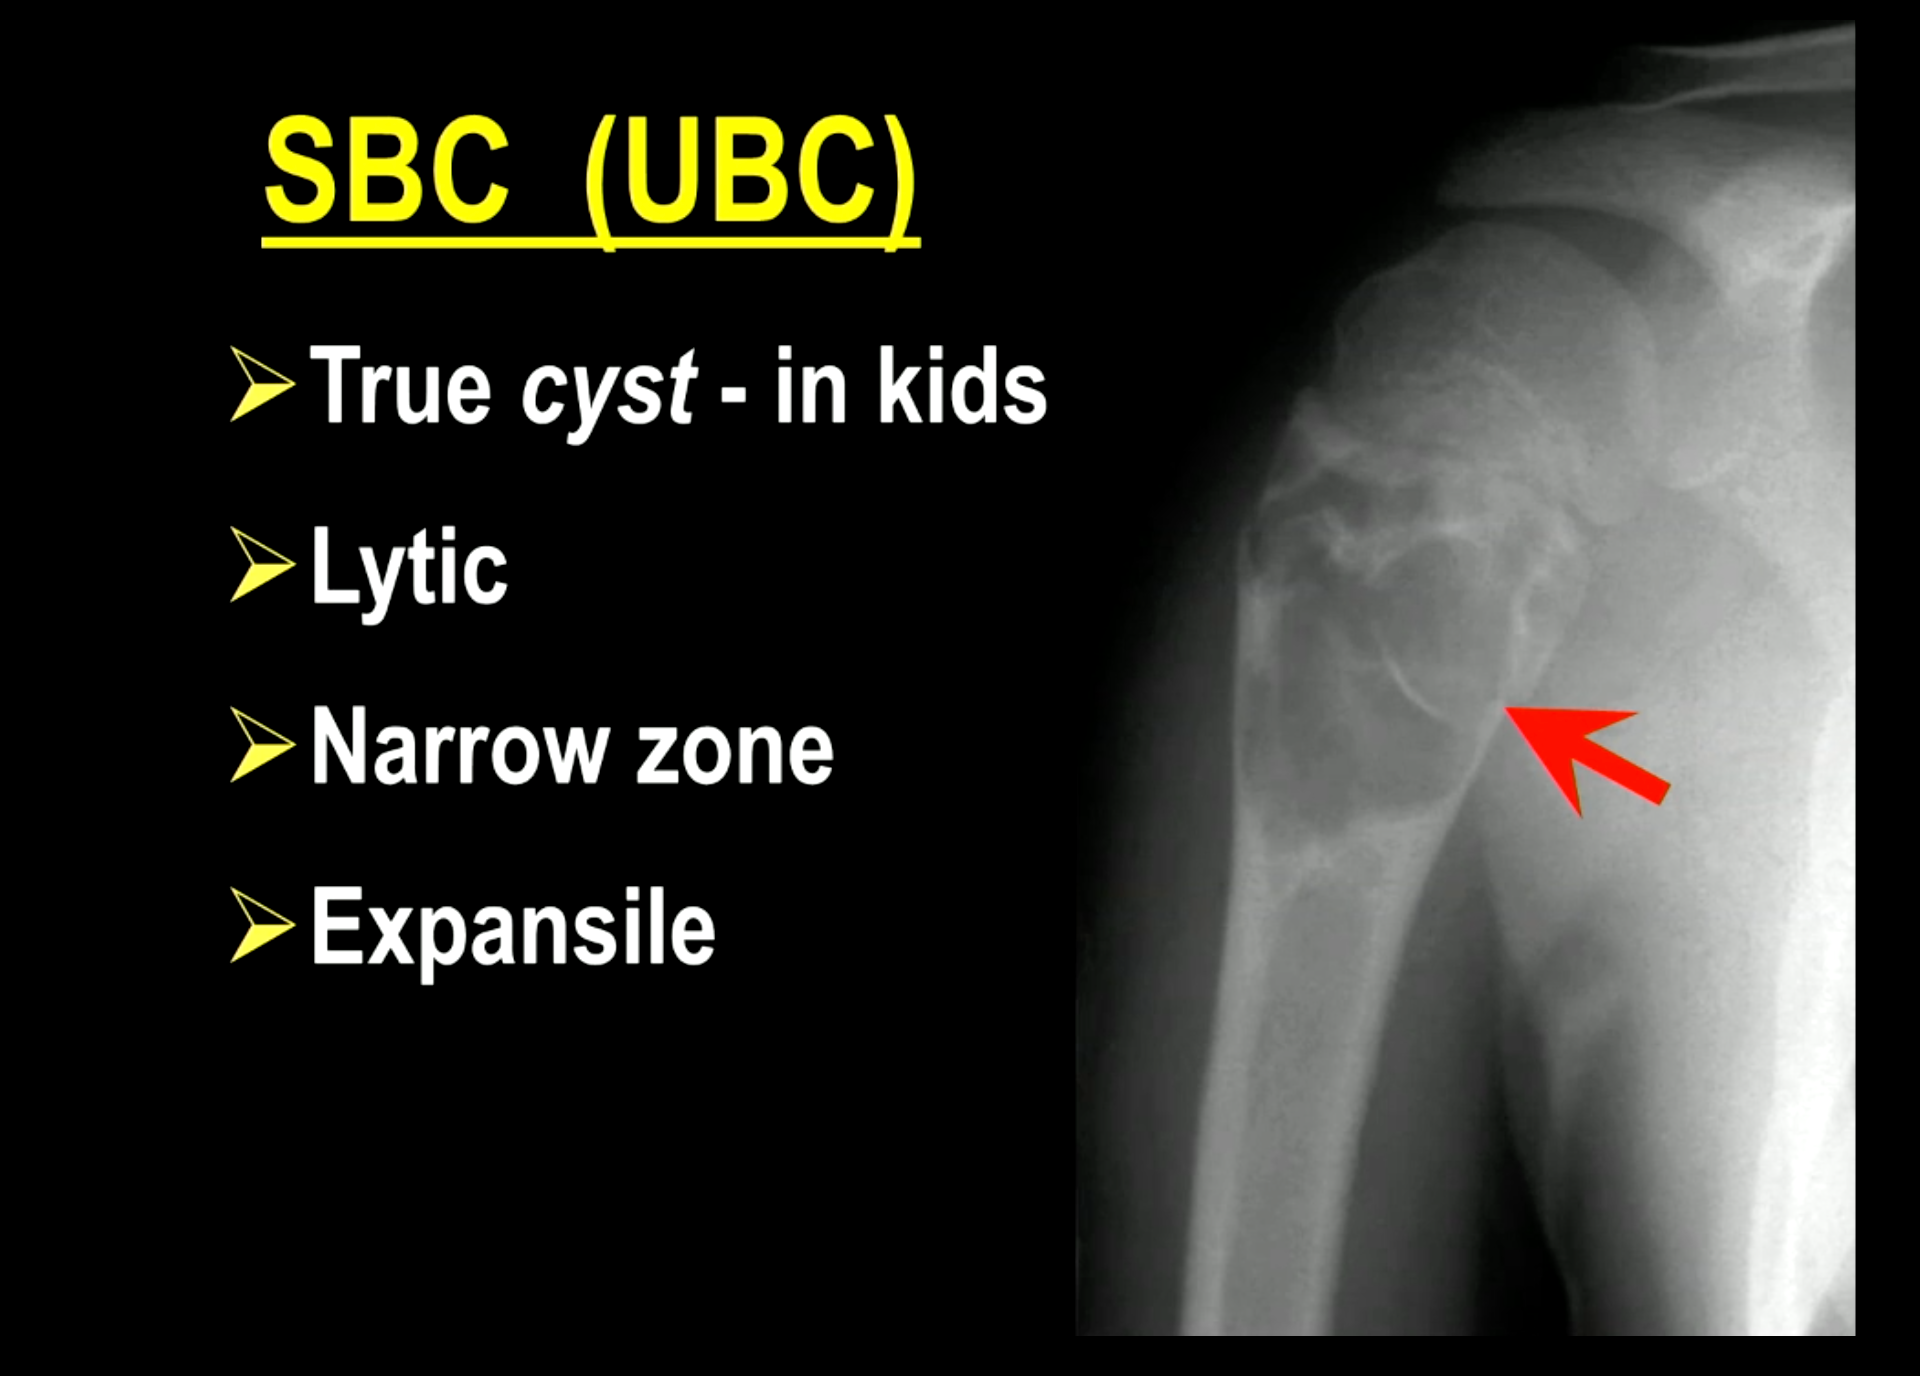 SBC (UBC)
True cyst - in kids
Lytic
Narrow zone
Expansile